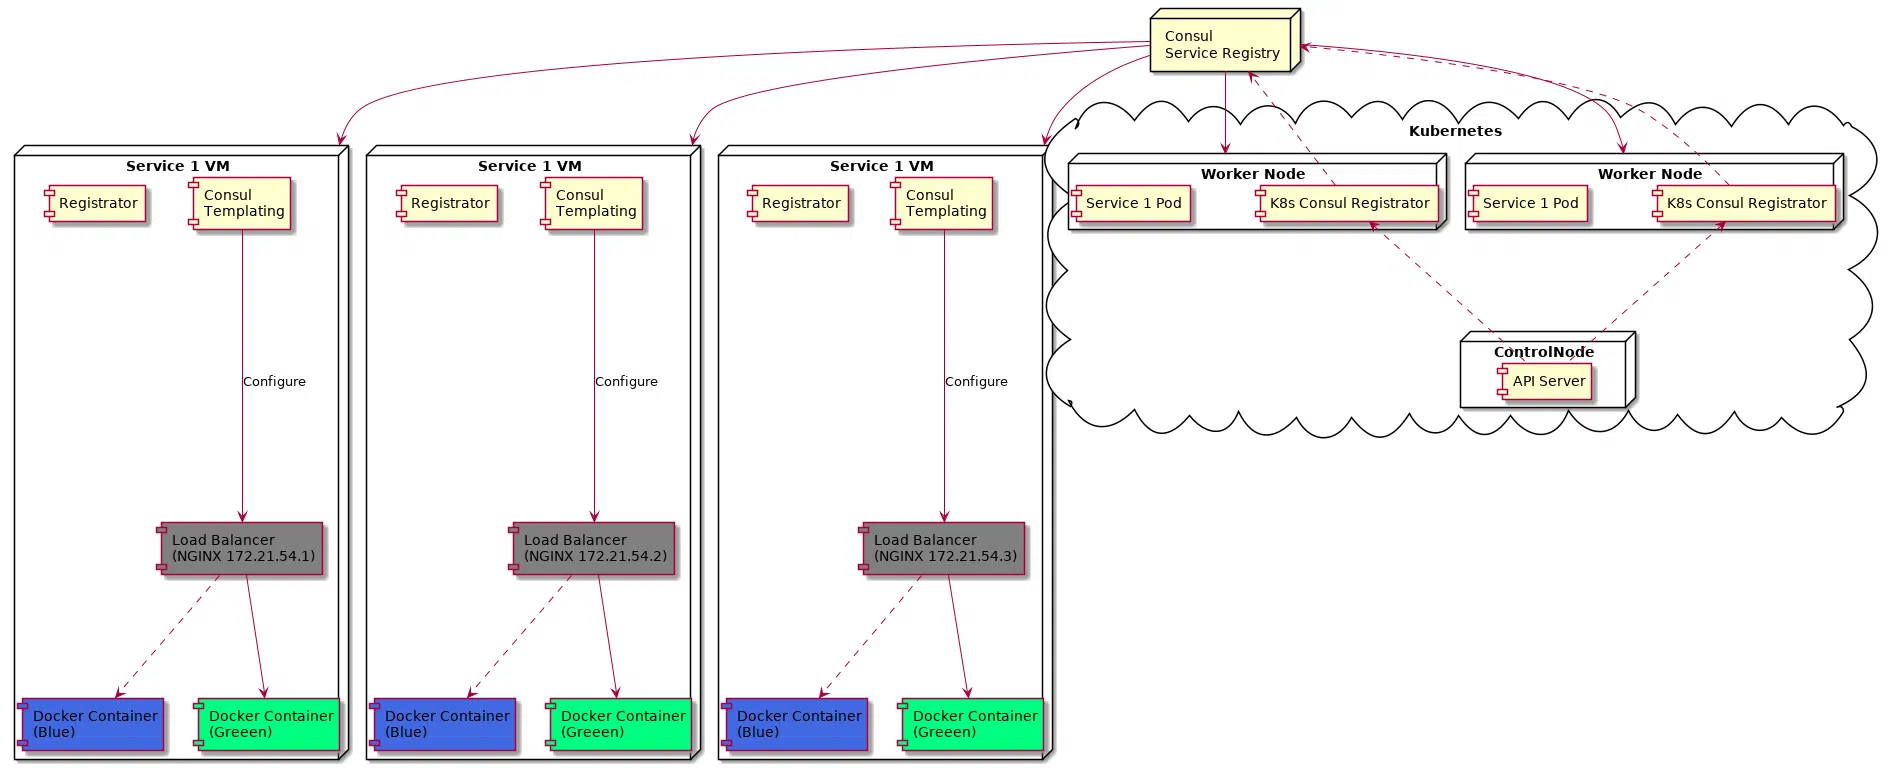 Consul
Service Registry
Kubernetes
Service 1 VM
Registrator
Consul
Templating
Configure
Load Balancer
(NGINX 172.21.54.1)
Docker Container
(Blue)
Docker Container
(Greeen)
Service 1 VM
Registrator
Consul
Templating
Configure
Load Balancer
(NGINX 172.21.54.2)
Docker Container
(Blue)
Docker Container
(Greeen)
Service 1 VM
Registrator
Consul
Templating
Configure
Load Balancer
(NGINX 172.21.54.3)
Docker Container
(Blue)
Docker Container
(Greeen)
Worker Node
Service 1 Pod
K8s Consul Registrator
Worker Node
Service 1 Pod
K8s Consul Registrator
ControlNode
API Server